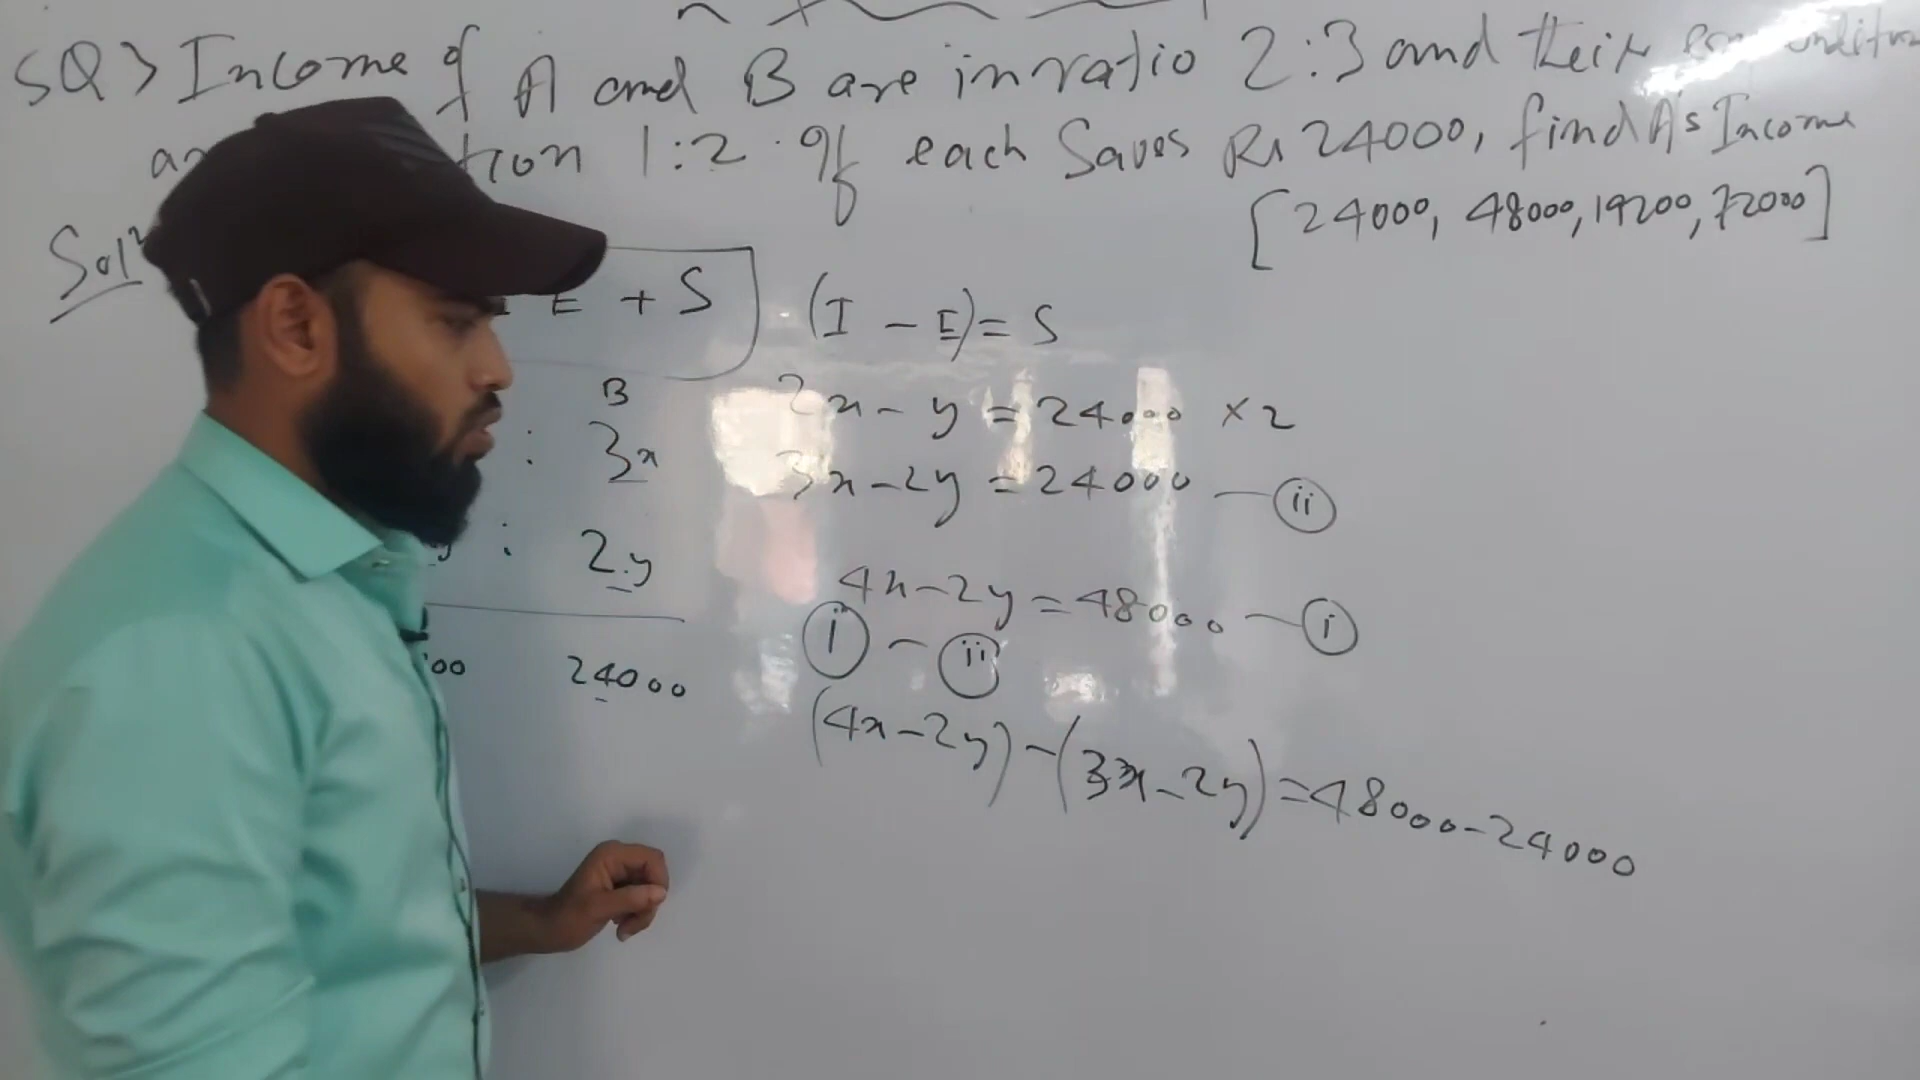 SQ> Income of A and B are in ratio 2:3 and their
1:2. If each Saves Rs 24000, find A's Income
[24000, 48000, 19200, 72000]
Sol
E + S
(I - E) = S
B
: 3x
: 2y
24000
2x - y = 24000 × 2
3x - 2y = 24000 - ii
4x - 2y = 48000 - i
i - ii
(4x - 2y) - (3x - 2y) = 48000 - 24000